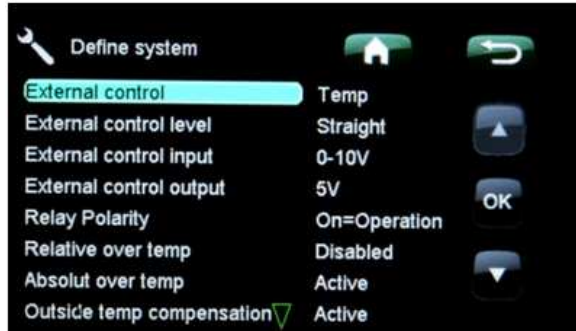 Define system
External control Temp
External control level Straight
External control input 0-10V
External control output 5V
Relay Polarity On=Operation
Relative over temp Disabled
Absolut over temp Active
Outside temp compensation Active
OK